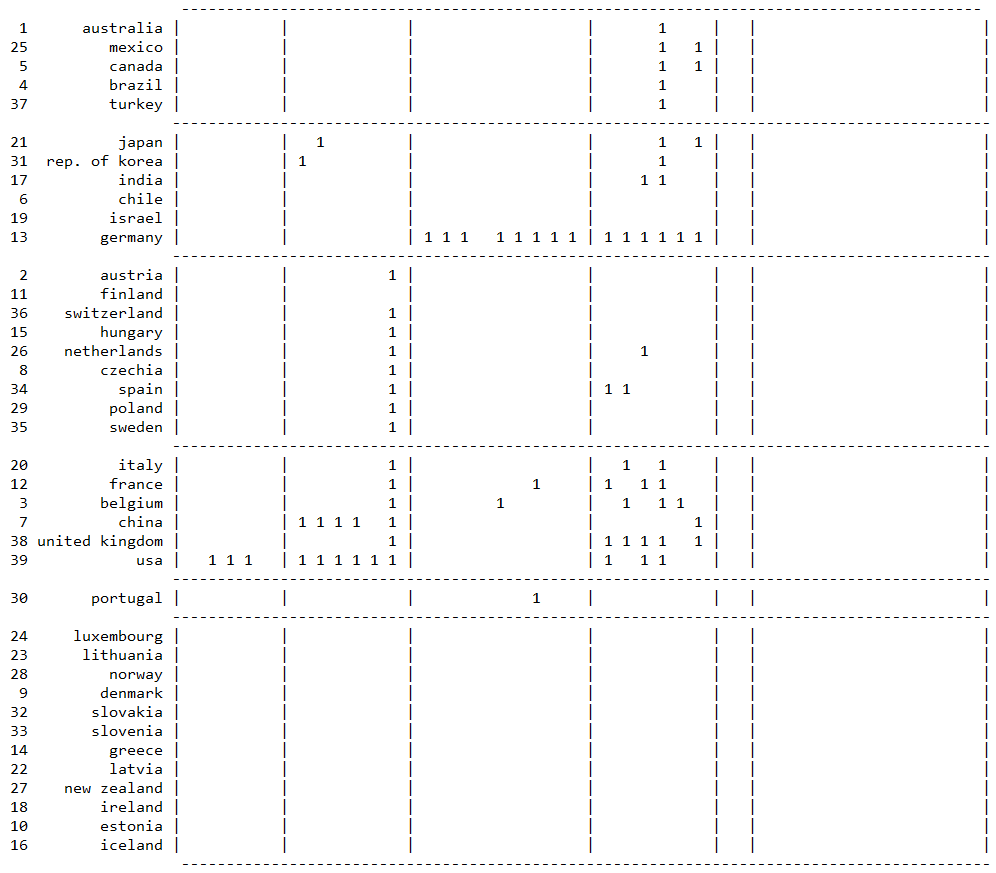 -----------------------------------------------------------------------------------------
1 australia | | | | 1 | | |
25 mexico | | | | 1 1 | | |
5 canada | | | | 1 1 | | |
4 brazil | | | | 1 | | |
37 turkey | | | | 1 | | |
-------------------------------------------------------------------------------------------
21 japan | | 1 | | 1 1 | | |
31 rep. of korea | | 1 | | 1 | | |
17 india | | | | 1 1 | | |
6 chile | | | | | | |
19 israel | | | | | | |
13 germany | | | 1 1 1 1 1 1 1 1 | 1 1 1 1 1 1 | | |
-------------------------------------------------------------------------------------------
2 austria | | 1 | | | | |
11 finland | | | | | | |
36 switzerland | | 1 | | | | |
15 hungary | | 1 | | | | |
26 netherlands | | 1 | | 1 | | |
8 czechia | | 1 | | | | |
34 spain | | 1 | | 1 1 | | |
29 poland | | 1 | | | | |
35 sweden | | 1 | | | | |
-------------------------------------------------------------------------------------------
20 italy | | 1 | | 1 1 | | |
12 france | | 1 | 1 | 1 1 1 | | |
3 belgium | | 1 | 1 | 1 1 1 | | |
7 china | | 1 1 1 1 1 | | 1 | | |
38 united kingdom | | 1 | | 1 1 1 1 1 | | |
39 usa | 1 1 1 | 1 1 1 1 1 1 | | 1 1 1 | | |
-------------------------------------------------------------------------------------------
30 portugal | | | 1 | | | |
-------------------------------------------------------------------------------------------
24 luxembourg | | | | | | |
23 lithuania | | | | | | |
28 norway | | | | | | |
9 denmark | | | | | | |
32 slovakia | | | | | | |
33 slovenia | | | | | | |
14 greece | | | | | | |
22 latvia | | | | | | |
27 new zealand | | | | | | |
18 ireland | | | | | | |
10 estonia | | | | | | |
16 iceland | | | | | | |
-----------------------------------------------------------------------------------------